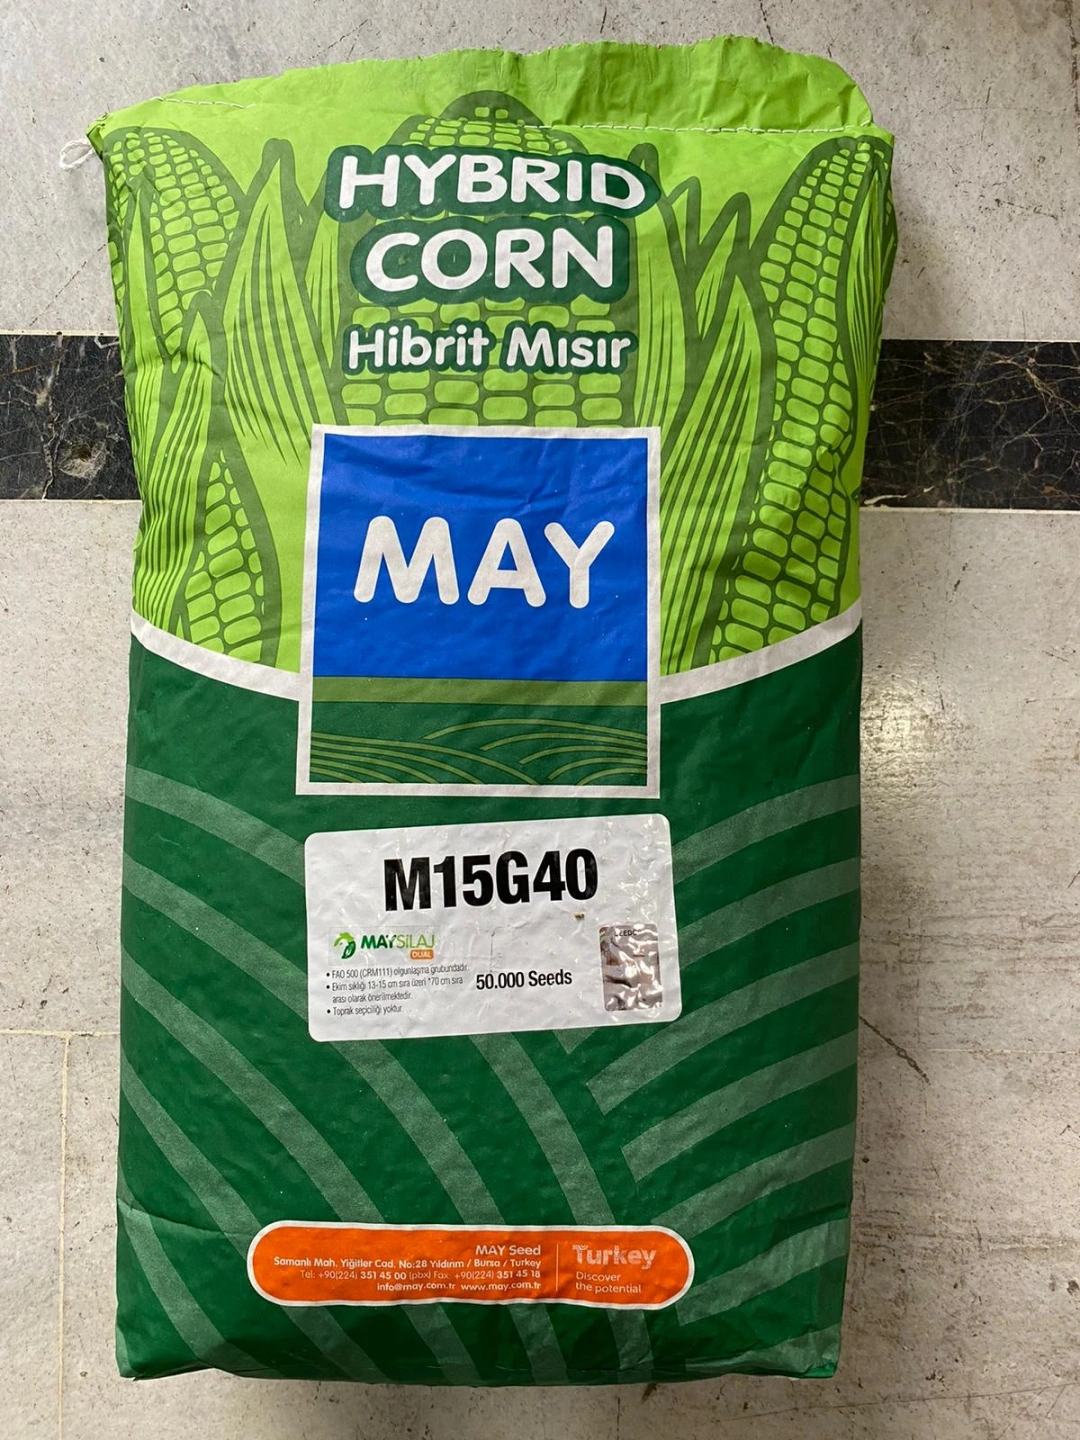 HYBRID
CORN
Hibrit Mısır
MAY
M15G40
MAYSİLAJ
DUAL
• FAO 500 (CRM111) olgunlaşma grubundadır.
• Ekim sıklığı 13-15 cm sıra üzeri *70 cm sıra
arası olarak önerilmektedir.
• Toprak seçiciliği yoktur.
50.000 Seeds
MAY Seed
Samanlı Mah. Yiğitler Cad. No:28 Yıldırım / Bursa / Turkey
Tel: +90(224) 351 45 00 (pbx) Fax: +90(224) 351 45 18
info@may.com.tr www.may.com.tr
Turkey
Discover
the potential